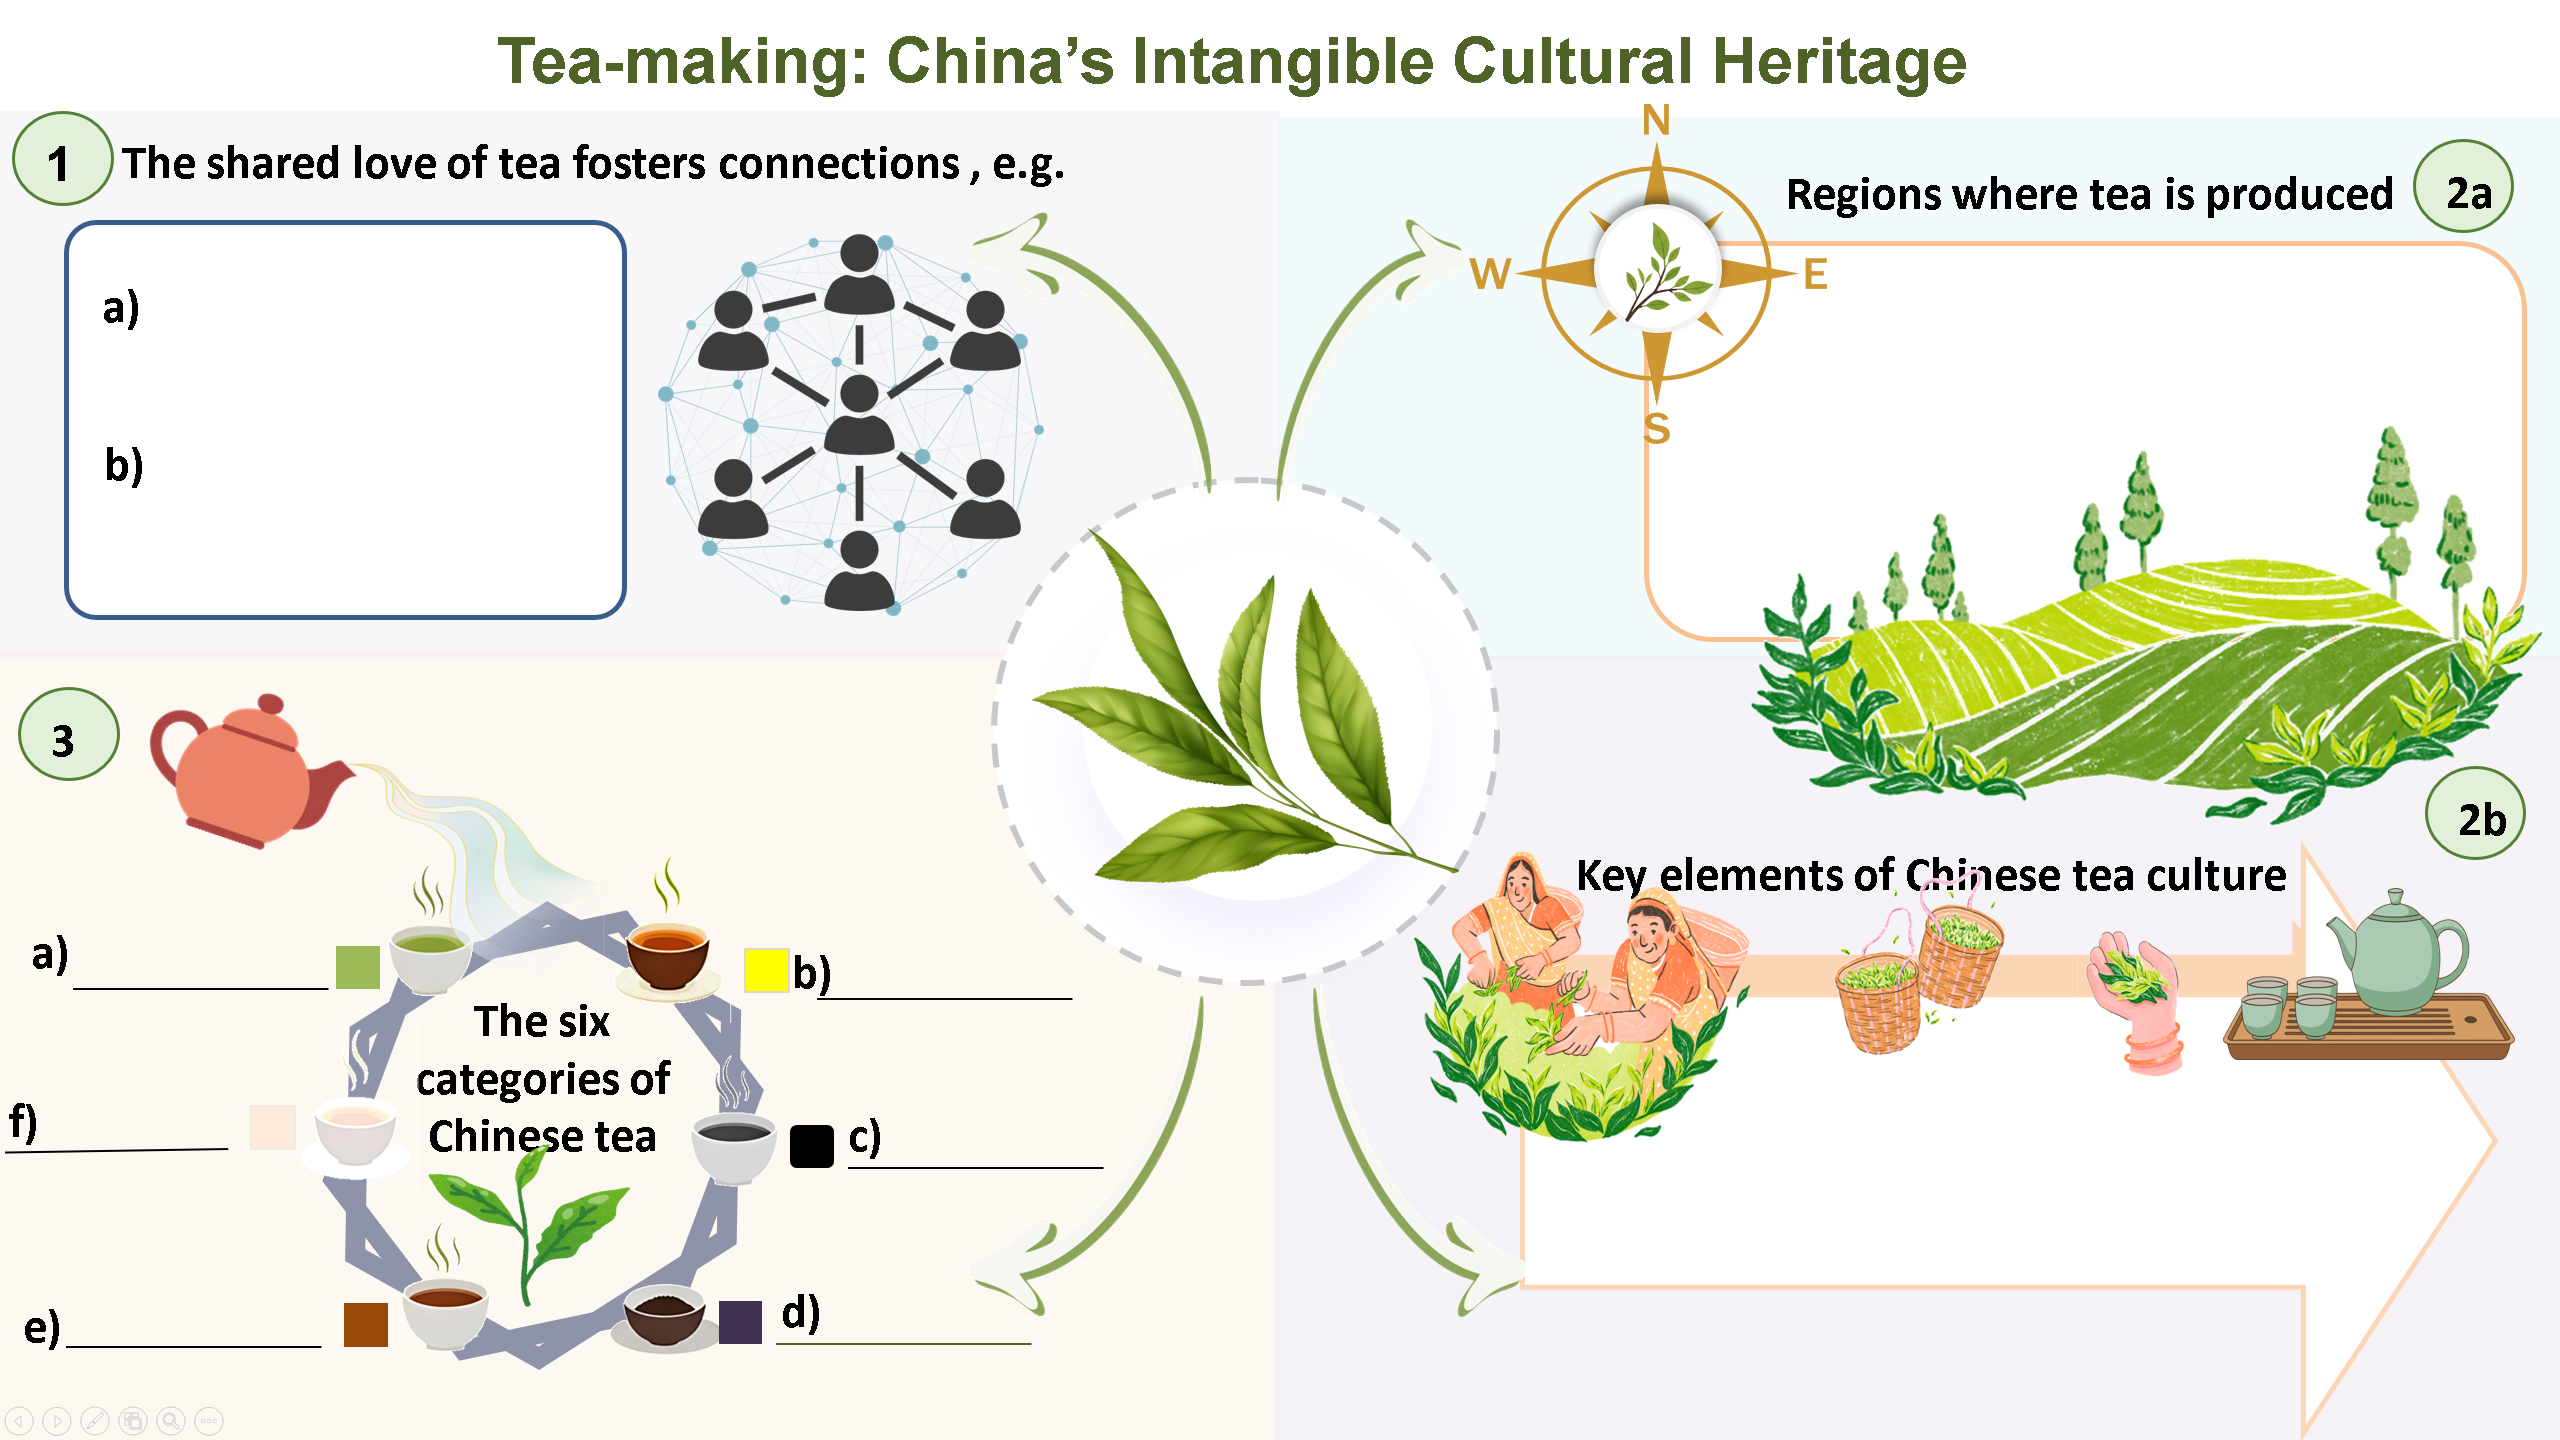 Tea-making: China’s Intangible Cultural Heritage
1
The shared love of tea fosters connections , e.g.
a)
b)
N
W
E
S
Regions where tea is produced
2a
2b
Key elements of Chinese tea culture
3
The six
categories of
Chinese tea
a)
b)
c)
d)
e)
f)